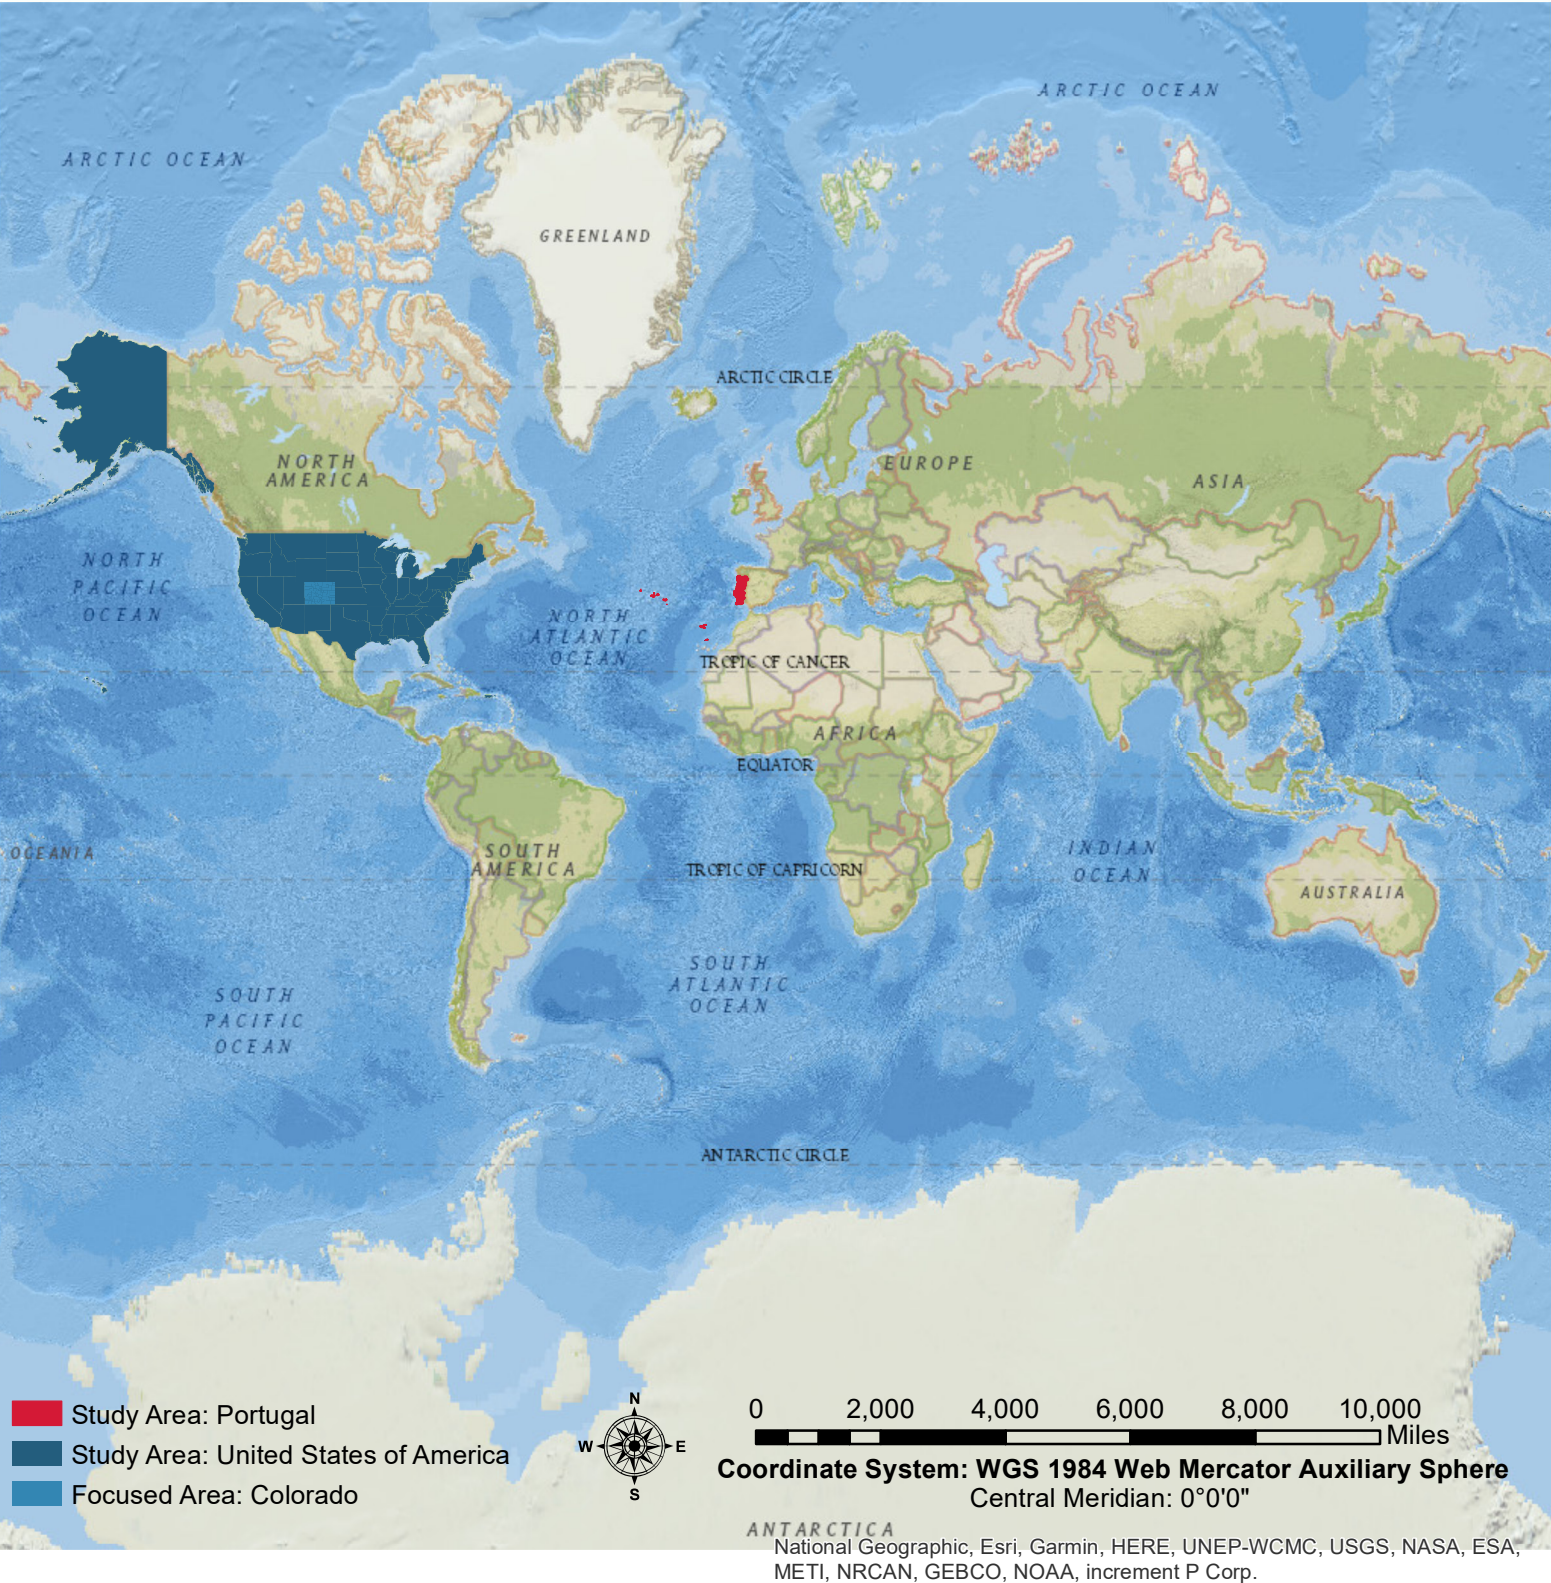 ARCTIC OCEAN
ARCTIC OCEAN
GREENLAND
ARCTIC CIRCLE
NORTH
AMERICA
EUROPE
ASIA
NORTH
PACIFIC
OCEAN
NORTH
ATLANTIC
OCEAN
TROPIC OF CANCER
AFRICA
EQUATOR
OCEANIA
SOUTH
AMERICA
TROPIC OF CAPRICORN
INDIAN
OCEAN
AUSTRALIA
SOUTH
ATLANTIC
OCEAN
SOUTH
PACIFIC
OCEAN
ANTARCTIC CIRCLE
Study Area: Portugal
Study Area: United States of America
Focused Area: Colorado
N
W E
S
0 2,000 4,000 6,000 8,000 10,000
Miles
Coordinate System: WGS 1984 Web Mercator Auxiliary Sphere
Central Meridian: 0°0'0"
ANTARCTICA
National Geographic, Esri, Garmin, HERE, UNEP-WCMC, USGS, NASA, ESA,
METI, NRCAN, GEBCO, NOAA, increment P Corp.